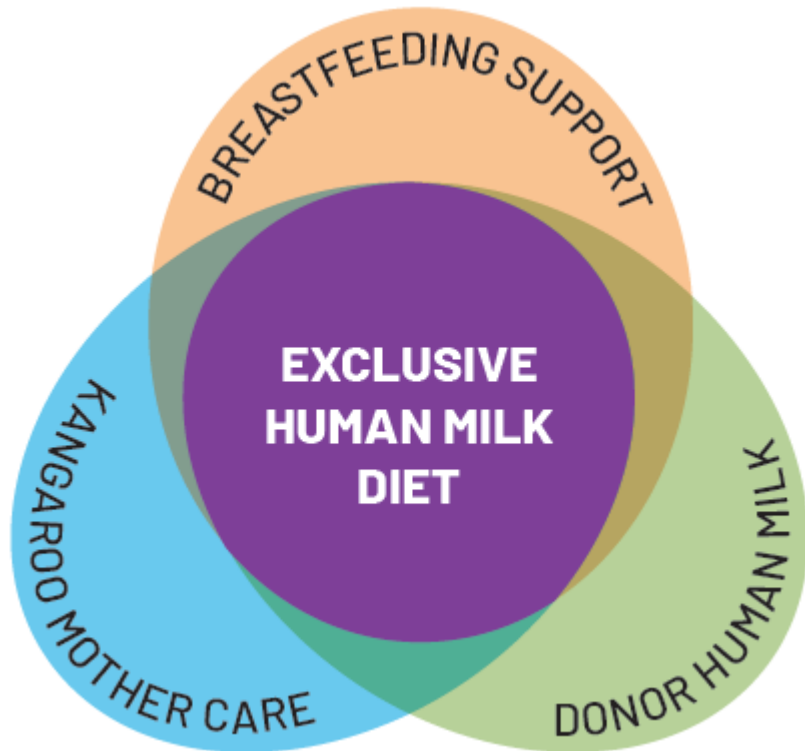 BREASTFEEDING SUPPORT
EXCLUSIVE
HUMAN MILK
DIET
KANGAROO MOTHER CARE
DONOR HUMAN MILK